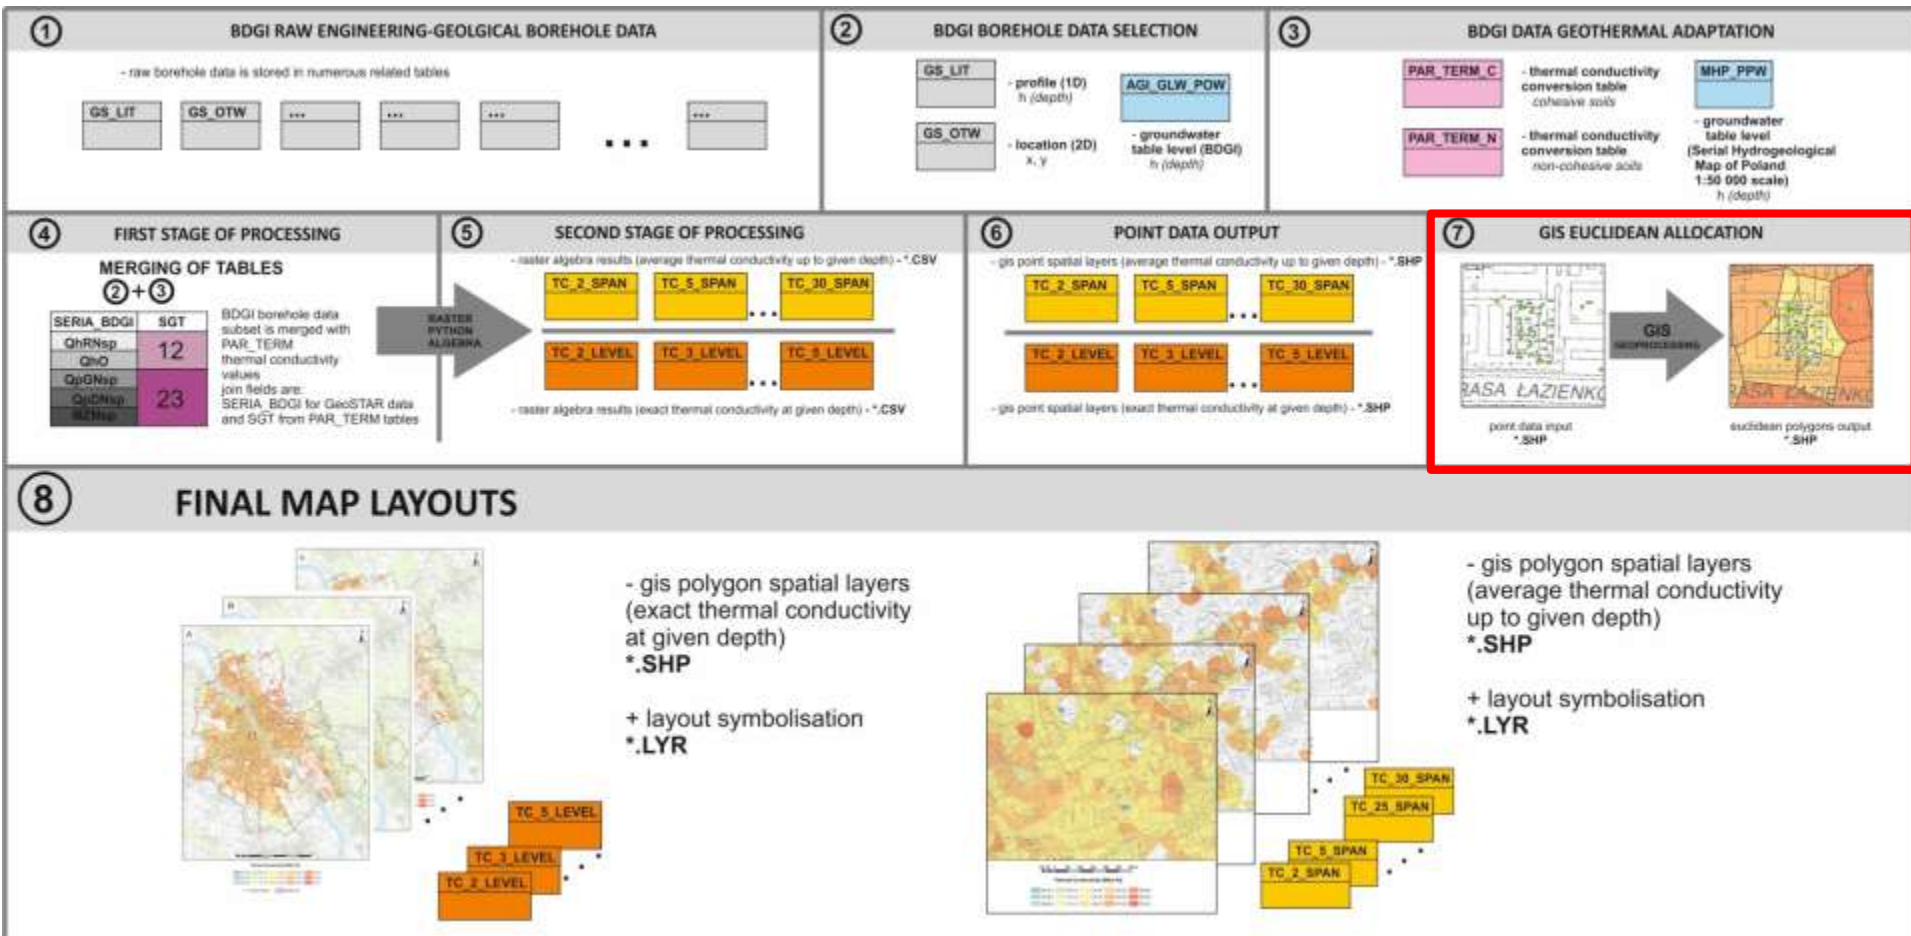 1
BDGI RAW ENGINEERING-GEOLGICAL BOREHOLE DATA
- raw borehole data is stored in numerous related tables
GS_LIT
GS_OTW
...
...
...
...
2
BDGI BOREHOLE DATA SELECTION
GS_LIT
- profile (1D)
h (depth)
GS_OTW
- location (2D)
x, y
AGI_GLW_POW
- groundwater
table level (BDGI)
h (depth)
3
BDGI DATA GEOTHERMAL ADAPTATION
PAR_TERM_C
- thermal conductivity
conversion table
cohesive soils
PAR_TERM_N
- thermal conductivity
conversion table
non-cohesive soils
MHP_PPW
- groundwater
table level
(Serial Hydrogeological
Map of Poland
1:50 000 scale)
h (depth)
4
FIRST STAGE OF PROCESSING
MERGING OF TABLES
2+3
SERIA_BDGI SGT
QhRNsp
QhO
QpGNsp
QpDNsp
12
23
BDGI borehole data
subset is merged with
PAR_TERM
thermal conductivity
values
join fields are:
SERIA_BDGI for GeoSTAR data
and SGT from PAR_TERM tables
RASTER
PYTHON
ALGEBRA
5
SECOND STAGE OF PROCESSING
- raster algebra results (average thermal conductivity up to given depth) - *.CSV
TC_2_SPAN TC_5_SPAN TC_30_SPAN
TC_2_LEVEL TC_3_LEVEL TC_5_LEVEL
- raster algebra results (exact thermal conductivity at given depth) - *.CSV
6
POINT DATA OUTPUT
- gis point spatial layers (average thermal conductivity up to given depth) - *.SHP
TC_2_SPAN TC_5_SPAN TC_30_SPAN
TC_2_LEVEL TC_3_LEVEL TC_5_LEVEL
- gis point spatial layers (exact thermal conductivity at given depth) - *.SHP
7
GIS EUCLIDEAN ALLOCATION
RASA ŁAZIENKO
GIS
GEOPROCESSING
RASA ŁAZIENKO
point data input
*.SHP
euclidean polygons output
*.SHP
8
FINAL MAP LAYOUTS
A
- gis polygon spatial layers
(exact thermal conductivity
at given depth)
*.SHP
+ layout symbolisation
*.LYR
TC_5_LEVEL
TC_3_LEVEL
TC_2_LEVEL
- gis polygon spatial layers
(average thermal conductivity
up to given depth)
*.SHP
+ layout symbolisation
*.LYR
TC_30_SPAN
TC_25_SPAN
TC_5_SPAN
TC_2_SPAN